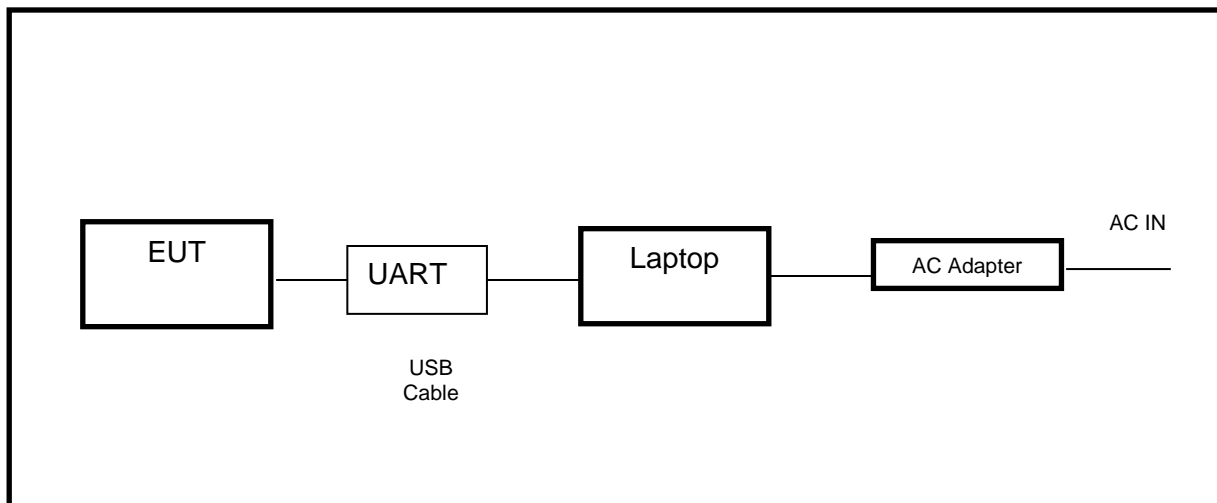 EUT
UART
Laptop
AC Adapter
AC IN
USB
Cable